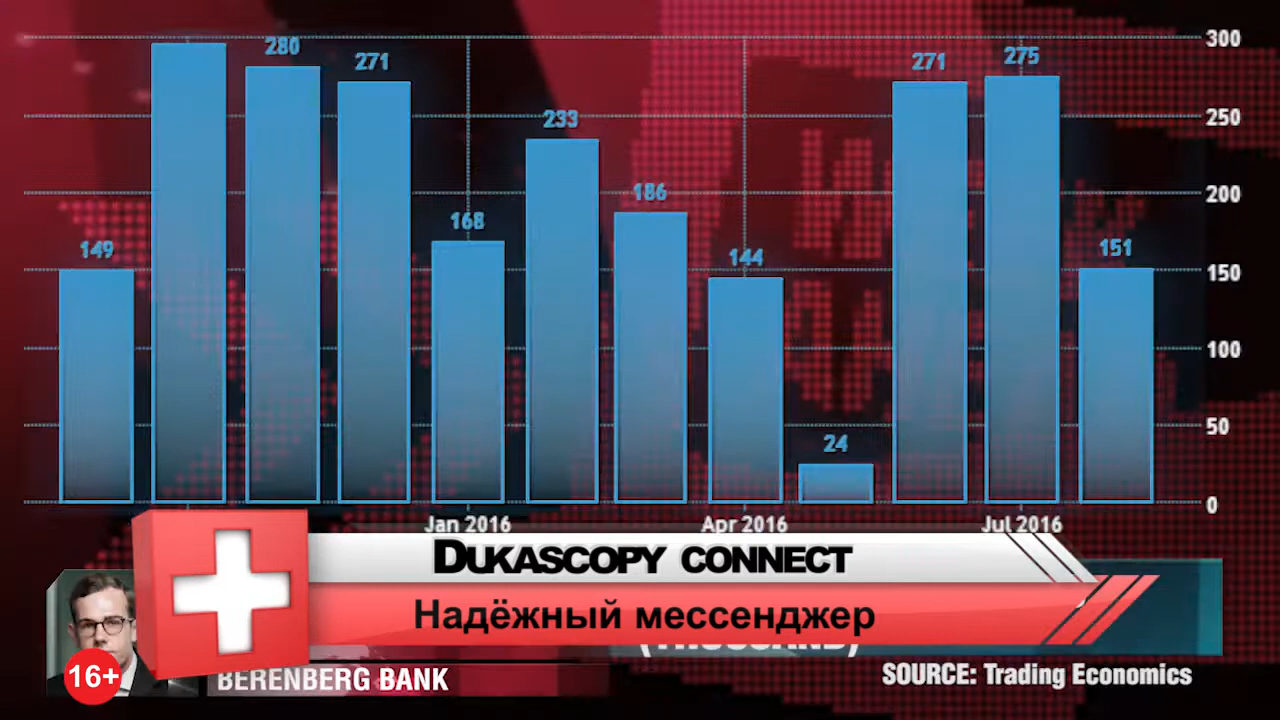 280
271
271
275
233
186
168
149
144
151
24
300
250
200
150
100
50
0
Jan 2016
Apr 2016
Jul 2016
DUKASCOPY CONNECT
Надёжный мессенджер
16+
BERENBERG BANK
SOURCE: Trading Economics